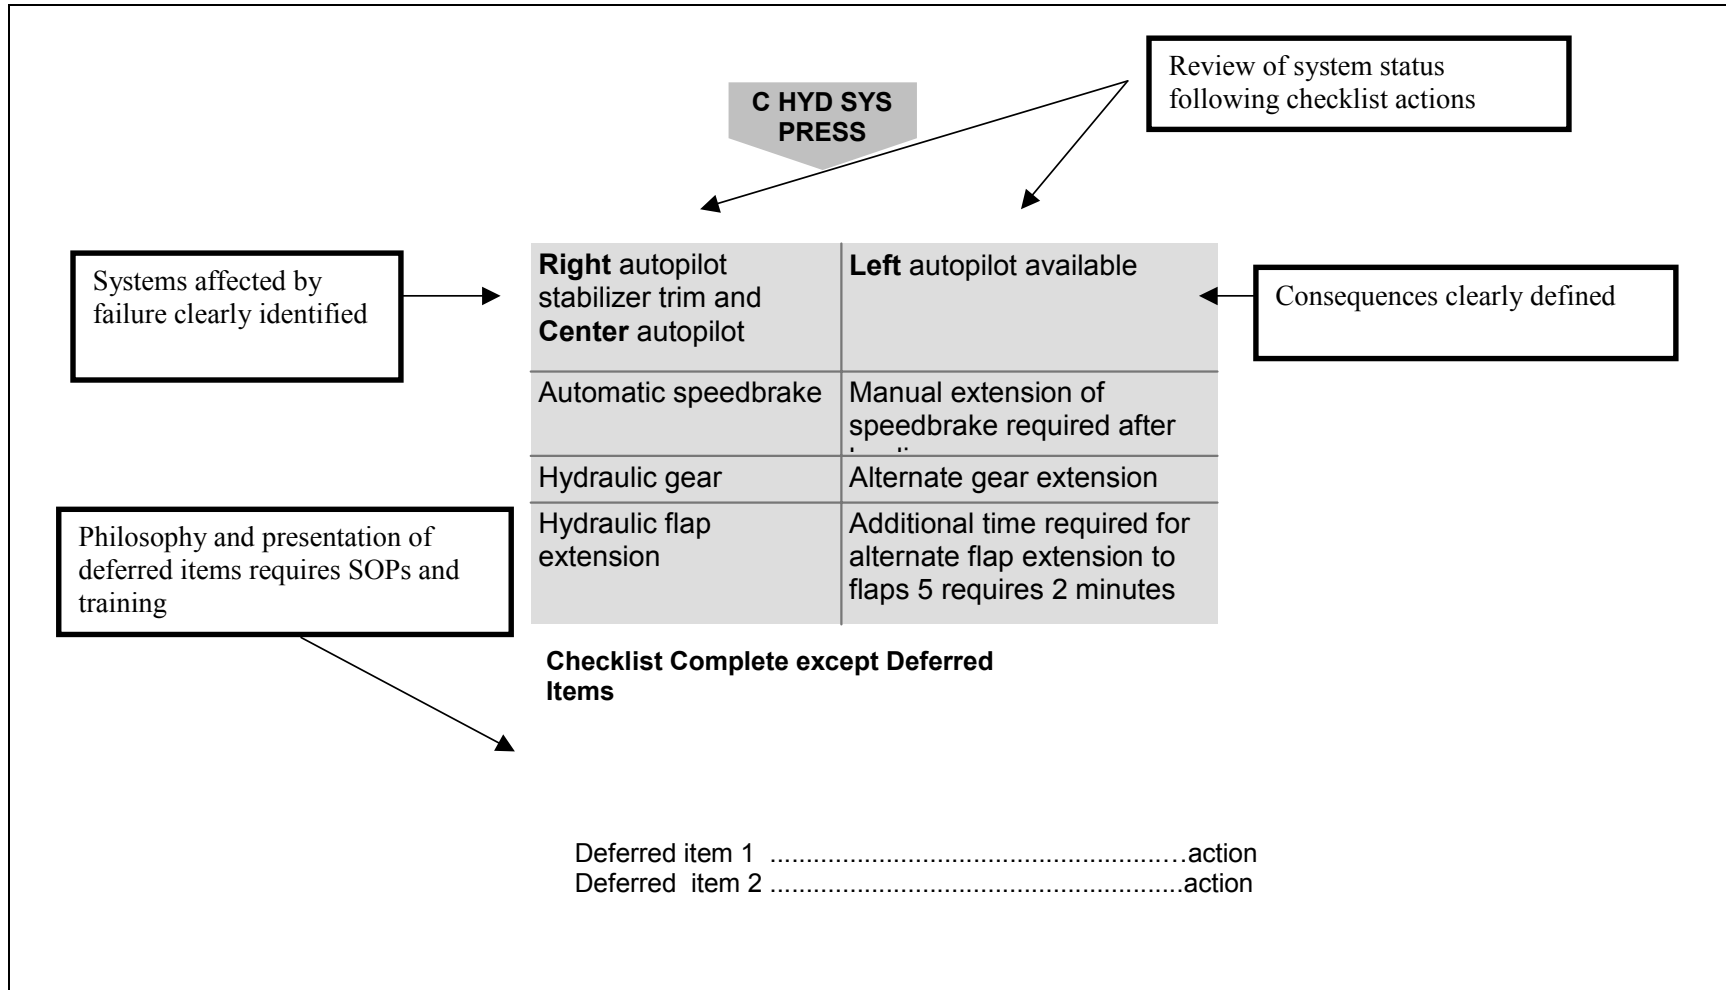 Review of system status
following checklist actions
C HYD SYS
PRESS
Systems affected by
failure clearly identified
Right autopilot
stabilizer trim and
Center autopilot
Left autopilot available
Consequences clearly defined
Automatic speedbrake
Manual extension of
speedbrake required after
Hydraulic gear
Alternate gear extension
Philosophy and presentation of
deferred items requires SOPs and
training
Hydraulic flap
extension
Additional time required for
alternate flap extension to
flaps 5 requires 2 minutes
Checklist Complete except Deferred
Items
Deferred item 1 .........................................................action
Deferred  item 2 .........................................................action